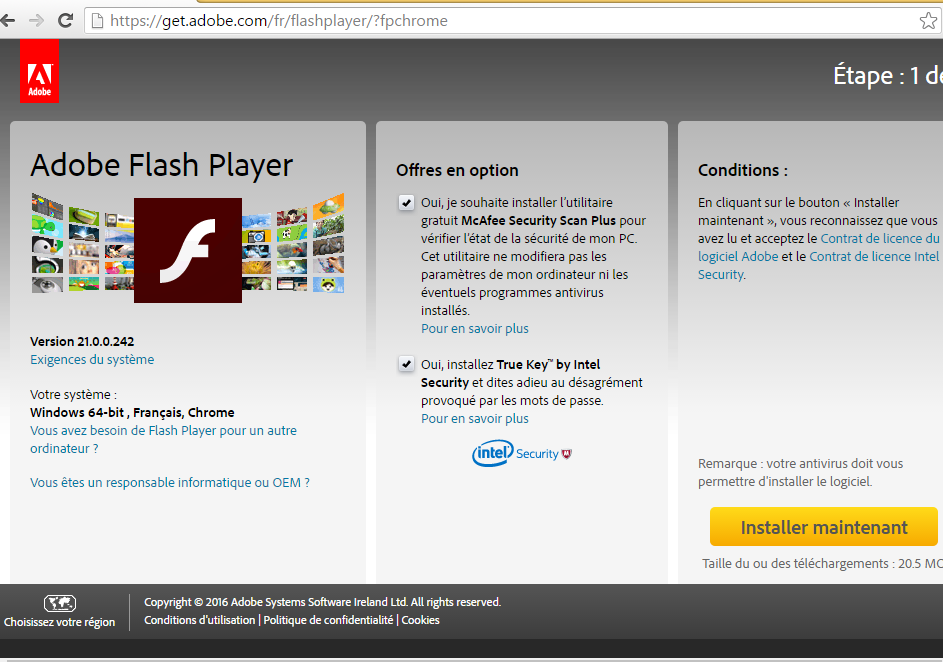 https://get.adobe.com/fr/flashplayer/?fpchrome
Adobe
Étape : 1 de
Adobe Flash Player
Version 21.0.0.242
Exigences du système
Votre système :
Windows 64-bit , Français, Chrome
Vous avez besoin de Flash Player pour un autre
ordinateur ?
Vous êtes un responsable informatique ou OEM ?
Offres en option
Oui, je souhaite installer l'utilitaire
gratuit McAfee Security Scan Plus pour
vérifier l'état de la sécurité de mon PC.
Cet utilitaire ne modifiera pas les
paramètres de mon ordinateur ni les
éventuels programmes antivirus
installés.
Pour en savoir plus
Oui, installez True Key™ by Intel
Security et dites adieu au désagrément
provoqué par les mots de passe.
Pour en savoir plus
intel Security
Conditions :
En cliquant sur le bouton « Installer
maintenant », vous reconnaissez que vous
avez lu et acceptez le Contrat de licence du
logiciel Adobe et le Contrat de licence Intel
Security.
Remarque : votre antivirus doit vous
permettre d'installer le logiciel.
Installer maintenant
Taille du ou des téléchargements : 20.5 MO
Choisissez votre région
Copyright © 2016 Adobe Systems Software Ireland Ltd. All rights reserved.
Conditions d'utilisation | Politique de confidentialité | Cookies